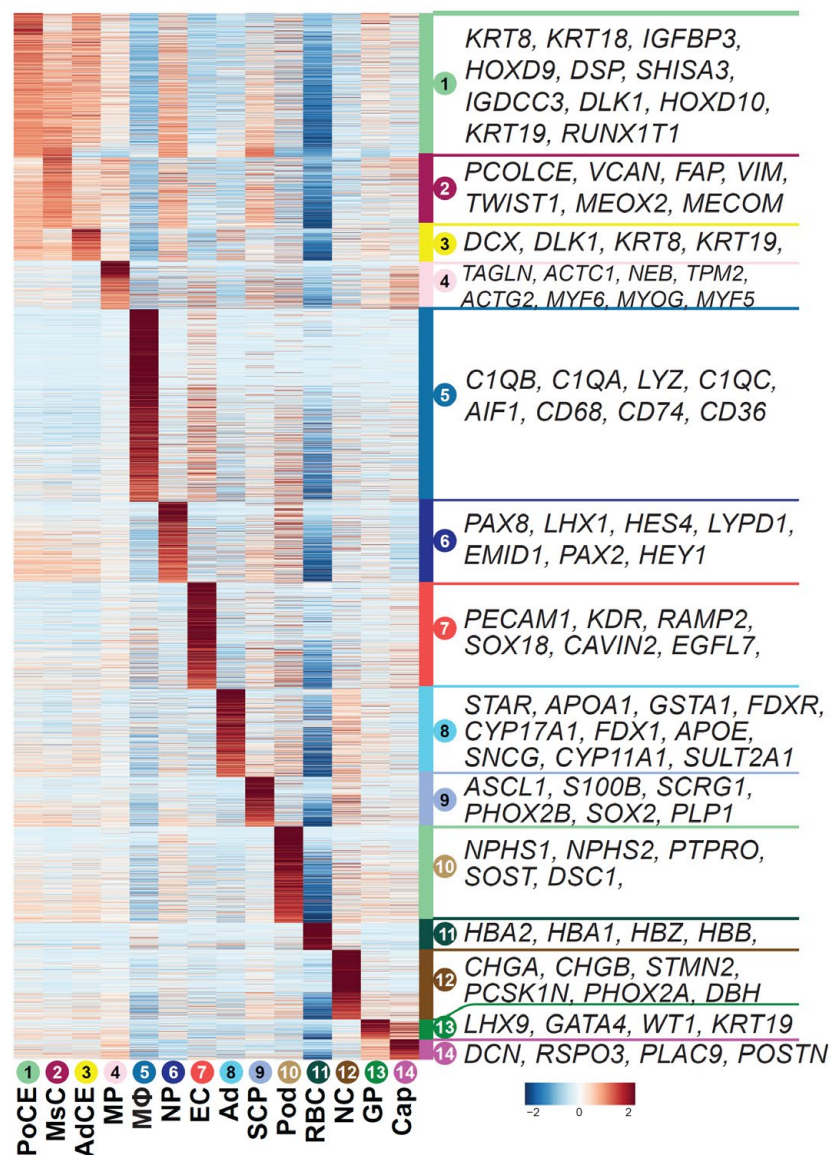 1
KRT8, KRT18, IGFBP3,
HOXD9, DSP, SHISA3,
IGDCC3, DLK1, HOXD10,
KRT19, RUNX1T1
2
PCOLCE, VCAN, FAP, VIM,
TWIST1, MEOX2, MECOM
3
DCX, DLK1, KRT8, KRT19,
4
TAGLN, ACTC1, NEB, TPM2,
ACTG2, MYF6, MYOG, MYF5
5
C1QB, C1QA, LYZ, C1QC,
AIF1, CD68, CD74, CD36
6
PAX8, LHX1, HES4, LYPD1,
EMID1, PAX2, HEY1
7
PECAM1, KDR, RAMP2,
SOX18, CAVIN2, EGFL7,
8
STAR, APOA1, GSTA1, FDXR,
CYP17A1, FDX1, APOE,
SNCG, CYP11A1, SULT2A1
9
ASCL1, S100B, SCRG1,
PHOX2B, SOX2, PLP1
10
NPHS1, NPHS2, PTPRO,
SOST, DSC1,
11
HBA2, HBA1, HBZ, HBB,
12
CHGA, CHGB, STMN2,
PCSK1N, PHOX2A, DBH
13
LHX9, GATA4, WT1, KRT19
14
DCN, RSPO3, PLAC9, POSTN
1 2 3 4 5 6 7 8 9 10 11 12 13 14
PoCE MsC AdCE MP MΦ NP EC Ad SCP Pod RBC NC GP Cap
−2 0 2